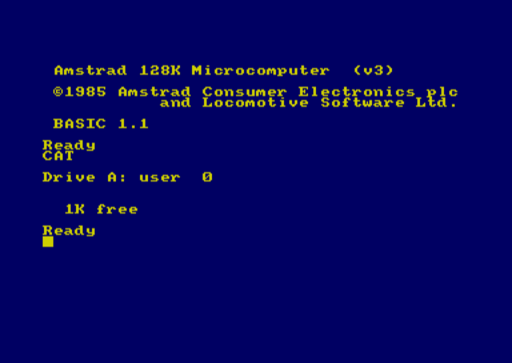 Amstrad 128K Microcomputer  (v3)
©1985 Amstrad Consumer Electronics plc
and Locomotive Software Ltd.
BASIC 1.1
Ready
CAT
Drive A: user  0
1K free
Ready